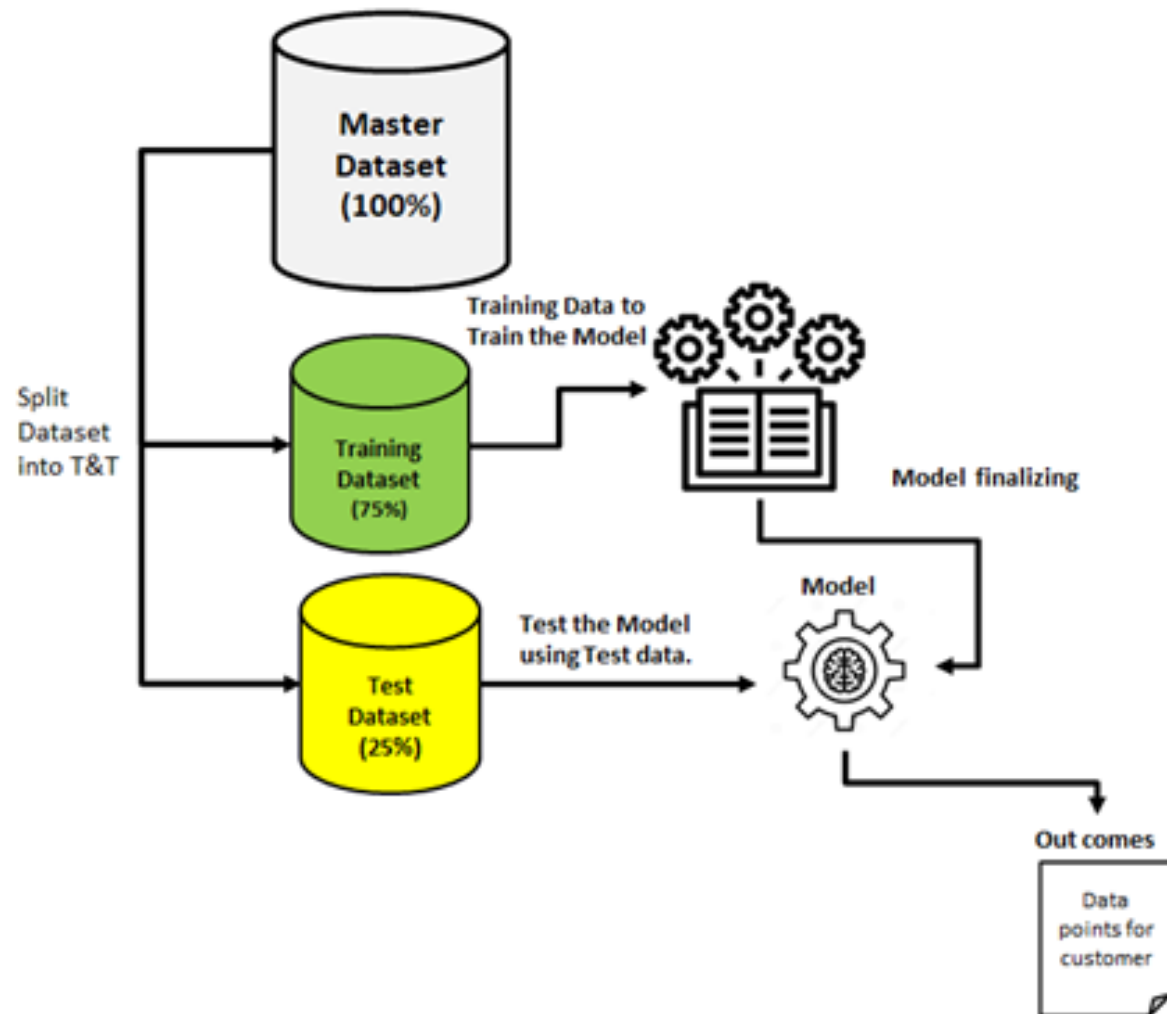 Master
Dataset
(100%)
Training Data to
Train the Model
Split
Dataset
into T&T
Training
Dataset
(75%)
Model finalizing
Model
Test the Model
using Test data.
Test
Dataset
(25%)
Out comes
Data
points for
customer